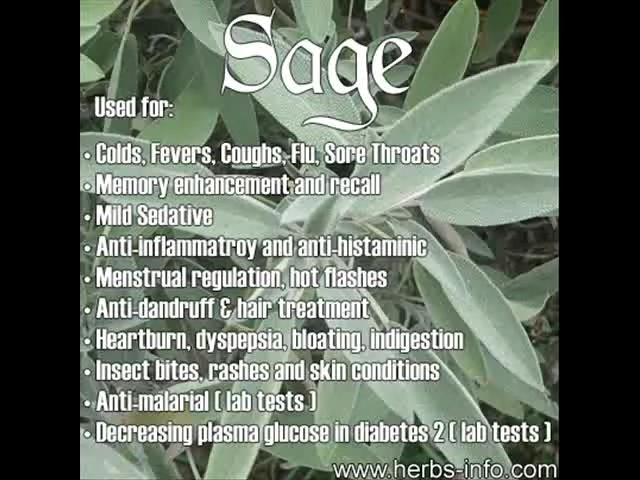 Sage
Used for:
• Colds, Fevers, Coughs, Flu, Sore Throats
• Memory enhancement and recall
• Mild Sedative
• Anti-inflammatroy and anti-histaminic
• Menstrual regulation, hot flashes
• Anti-dandruff & hair treatment
• Heartburn, dyspepsia, bloating, indigestion
• Insect bites, rashes and skin conditions
• Anti-malarial ( lab tests )
• Decreasing plasma glucose in diabetes 2 ( lab tests )
www.herbs-info.com